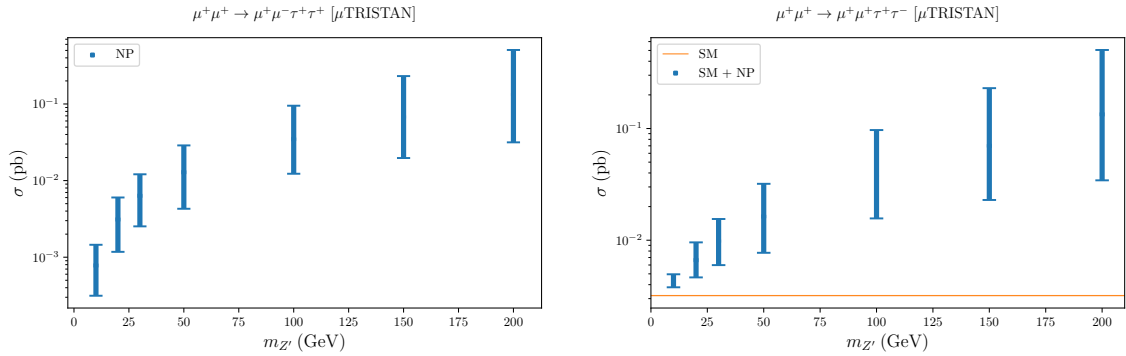 μ⁺μ⁺ → μ⁺μ⁻τ⁺τ⁺ [μTRISTAN]
NP
10⁻¹
10⁻²
10⁻³
σ (pb)
0 25 50 75 100 125 150 175 200
m_Z′ (GeV)
μ⁺μ⁺ → μ⁺μ⁺τ⁺τ⁻ [μTRISTAN]
SM
SM + NP
10⁻¹
10⁻²
σ (pb)
0 25 50 75 100 125 150 175 200
m_Z′ (GeV)